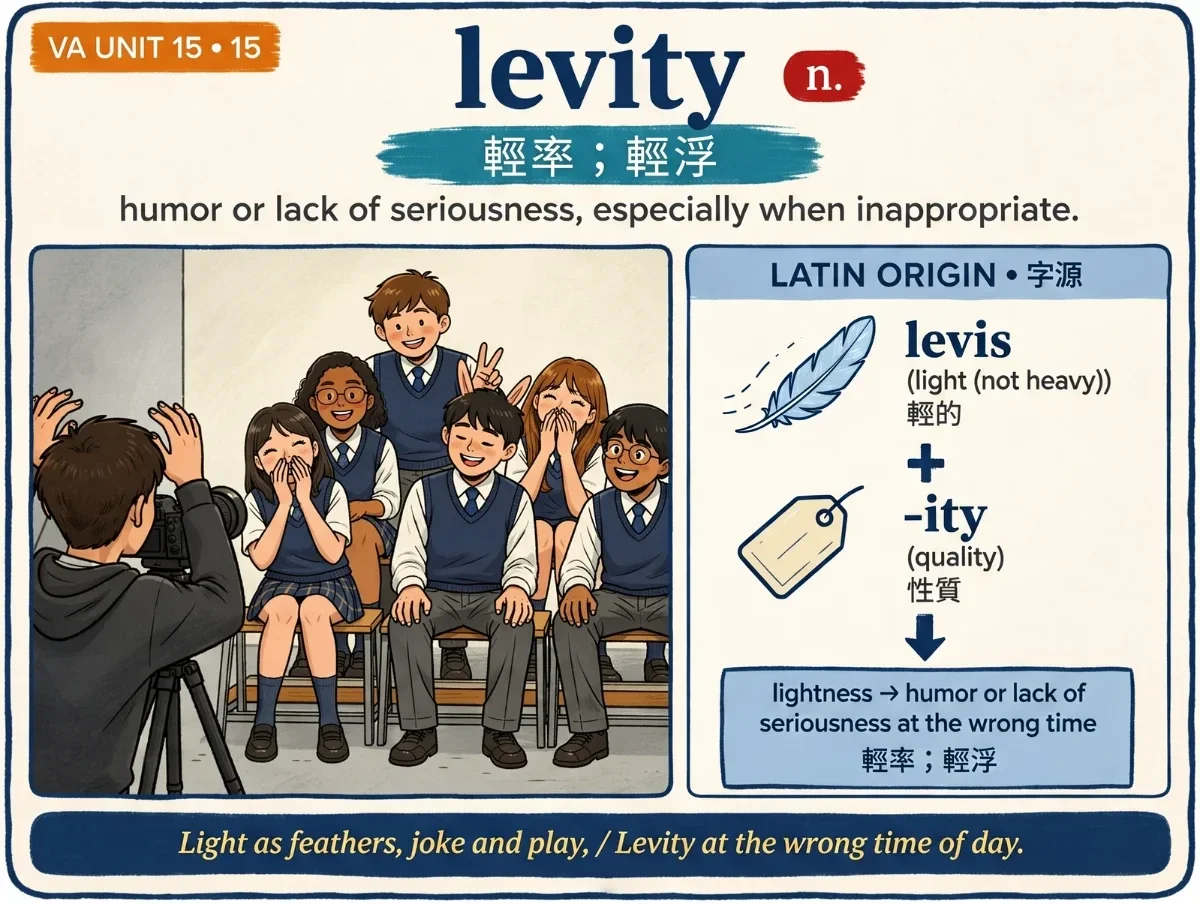 VA UNIT 15 • 15
levity
n.
輕率；輕浮
humor or lack of seriousness, especially when inappropriate.
LATIN ORIGIN • 字源
levis
(light (not heavy))
輕的
+
-ity
(quality)
性質
lightness → humor or lack of
seriousness at the wrong time
輕率；輕浮
Light as feathers, joke and play, / Levity at the wrong time of day.